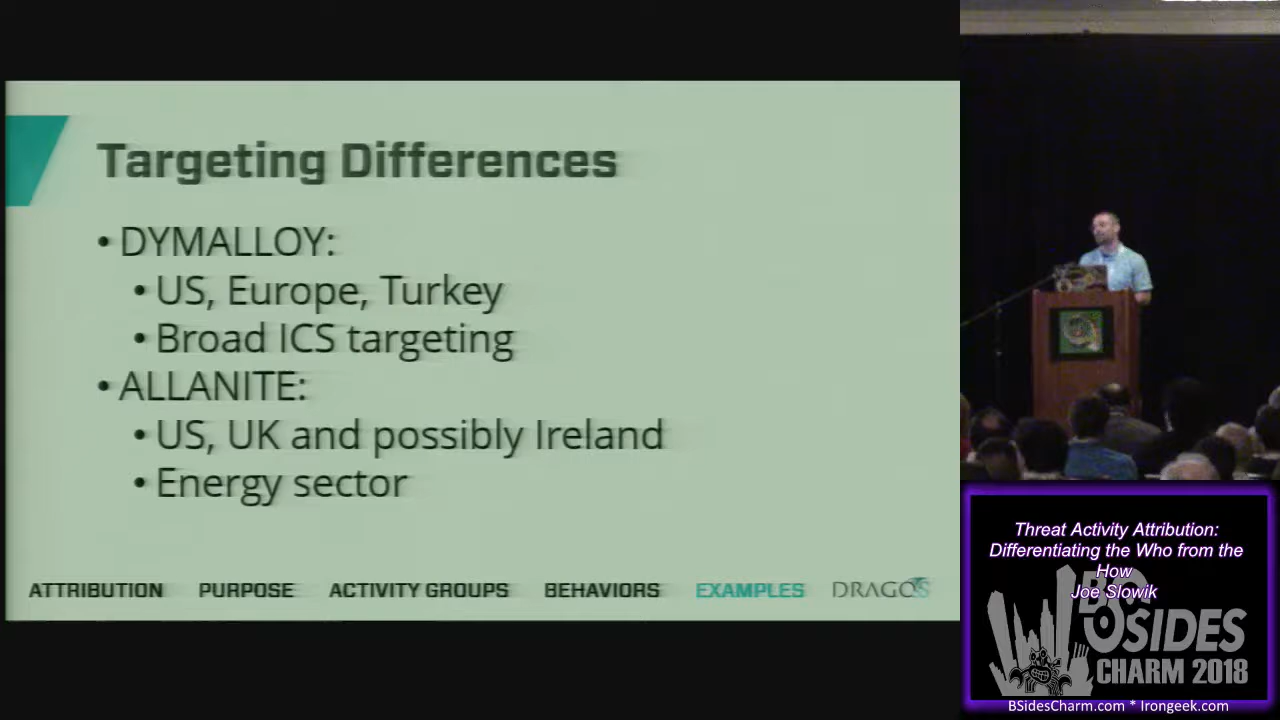 Targeting Differences
• DYMALLOY:
• US, Europe, Turkey
• Broad ICS targeting
• ALLANITE:
• US, UK and possibly Ireland
• Energy sector
ATTRIBUTION PURPOSE ACTIVITY GROUPS BEHAVIORS EXAMPLES DRAGOS
Threat Activity Attribution:
Differentiating the Who from the
How
Joe Slowik
BSIDES
CHARM 2018
BSidesCharm.com * Irongeek.com